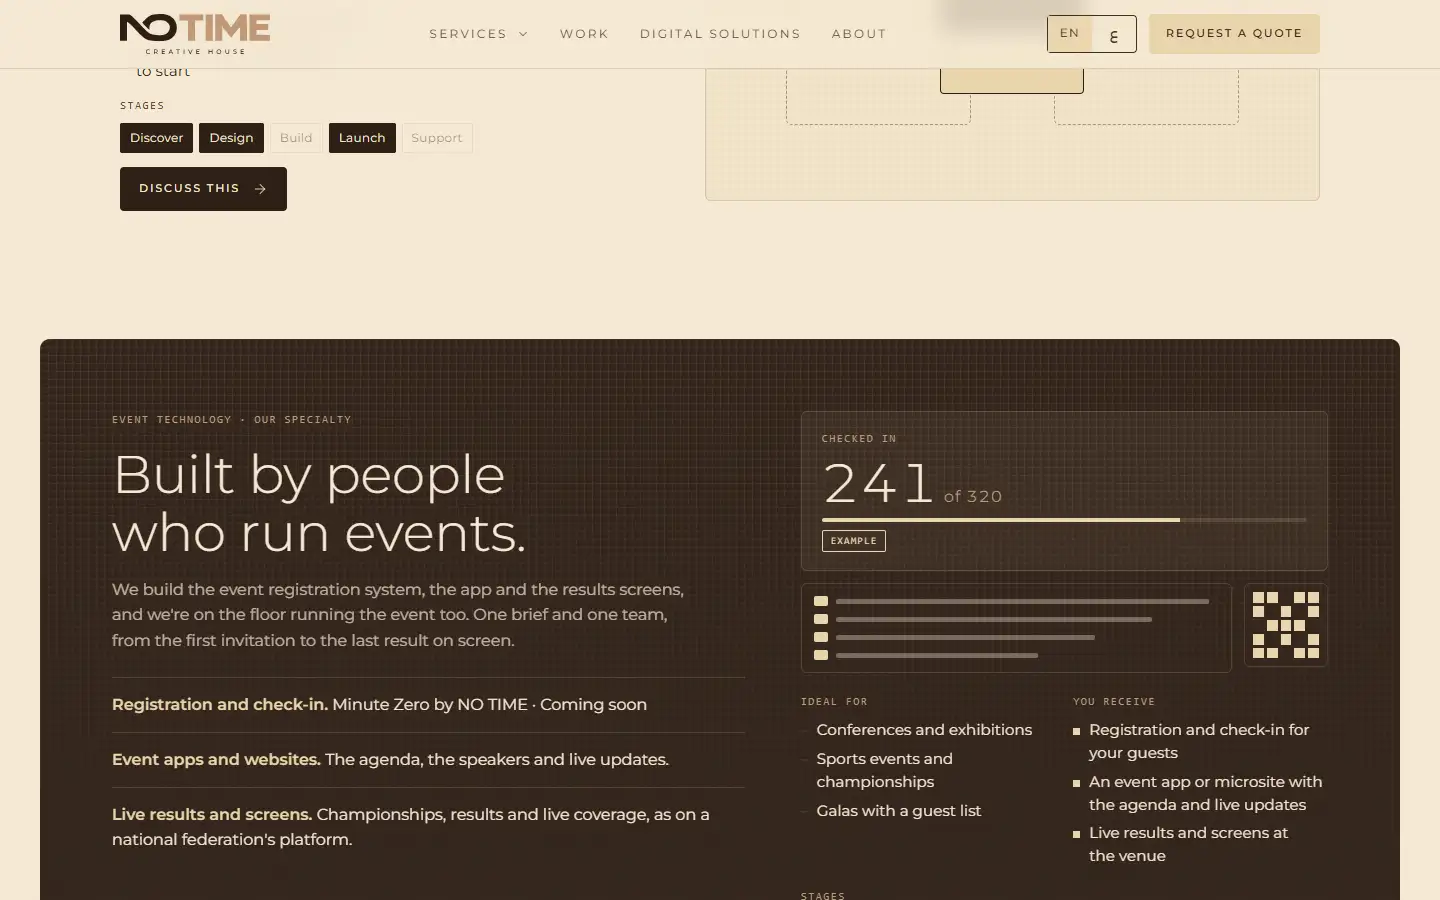 NOTIME
CREATIVE HOUSE
SERVICES
WORK
DIGITAL SOLUTIONS
ABOUT
EN
ع
REQUEST A QUOTE
to start
STAGES
Discover
Design
Build
Launch
Support
DISCUSS THIS →
EVENT TECHNOLOGY · OUR SPECIALTY
Built by people
who run events.
We build the event registration system, the app and the results screens,
and we're on the floor running the event too. One brief and one team,
from the first invitation to the last result on screen.
Registration and check-in. Minute Zero by NO TIME · Coming soon
Event apps and websites. The agenda, the speakers and live updates.
Live results and screens. Championships, results and live coverage, as on a
national federation's platform.
CHECKED IN
241 of 320
EXAMPLE
IDEAL FOR
Conferences and exhibitions
Sports events and
championships
Galas with a guest list
YOU RECEIVE
Registration and check-in for
your guests
An event app or microsite with
the agenda and live updates
Live results and screens at
the venue
STAGES